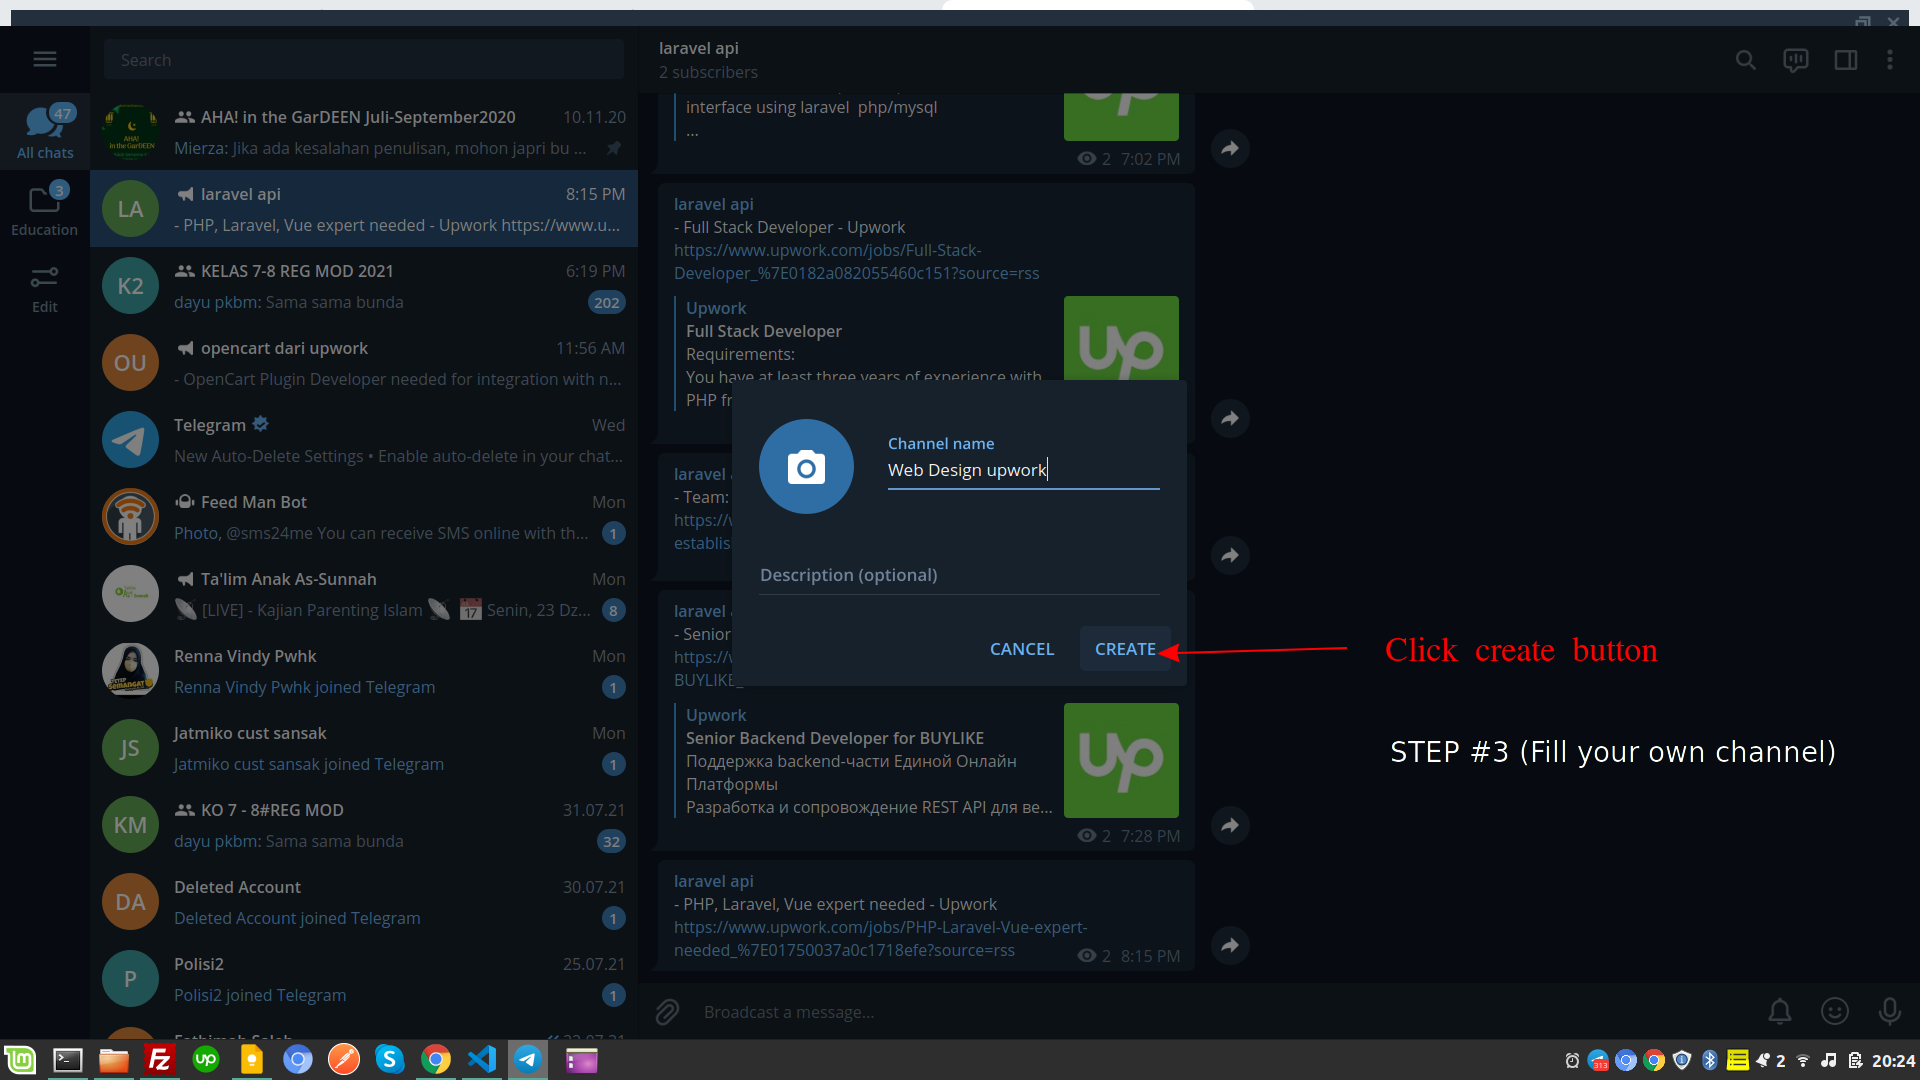 Search
47
All chats
3
Education
Edit
AHA! in the GarDEEN Juli-September2020 10.11.20
Mierza: Jika ada kesalahan penulisan, mohon japri bu ...
LA
laravel api 8:15 PM
- PHP, Laravel, Vue expert needed - Upwork https://www.u...
K2
KELAS 7-8 REG MOD 2021 6:19 PM
dayu pkbm: Sama sama bunda 202
OU
opencart dari upwork 11:56 AM
- OpenCart Plugin Developer needed for integration with n...
Telegram Wed
New Auto-Delete Settings • Enable auto-delete in your chat...
Feed Man Bot Mon
Photo, @sms24me You can receive SMS online with th... 1
Ta'lim Anak As-Sunnah Mon
[LIVE] - Kajian Parenting Islam 17 Senin, 23 Dz... 8
Renna Vindy Pwhk Mon
Renna Vindy Pwhk joined Telegram 1
JS
Jatmiko cust sansak Mon
Jatmiko cust sansak joined Telegram 1
KM
KO 7 - 8#REG MOD 31.07.21
dayu pkbm: Sama sama bunda 32
DA
Deleted Account 30.07.21
Deleted Account joined Telegram 1
P
Polisi2 25.07.21
Polisi2 joined Telegram 1
laravel api
2 subscribers
interface using laravel php/mysql
...
2 7:02 PM
laravel api
- Full Stack Developer - Upwork
https://www.upwork.com/jobs/Full-Stack-
Developer_%7E0182a082055460c151?source=rss
Upwork
Full Stack Developer
Requirements:
You have at least three years of experience with
PHP fr
up
laravel
- Team:
https://w
establis
laravel
- Senior
https://w
BUYLIKE_
Upwork
Senior Backend Developer for BUYLIKE
Поддержка backend-части Единой Онлайн
Платформы
Разработка и сопровождение REST API для ве...
up
2 7:28 PM
laravel api
- PHP, Laravel, Vue expert needed - Upwork
https://www.upwork.com/jobs/PHP-Laravel-Vue-expert-
needed_%7E01750037a0c1718efe?source=rss
2 8:15 PM
Broadcast a message...
Channel name
Web Design upwork
Description (optional)
CANCEL CREATE
Click create button
STEP #3 (Fill your own channel)
up
313
2
20:24